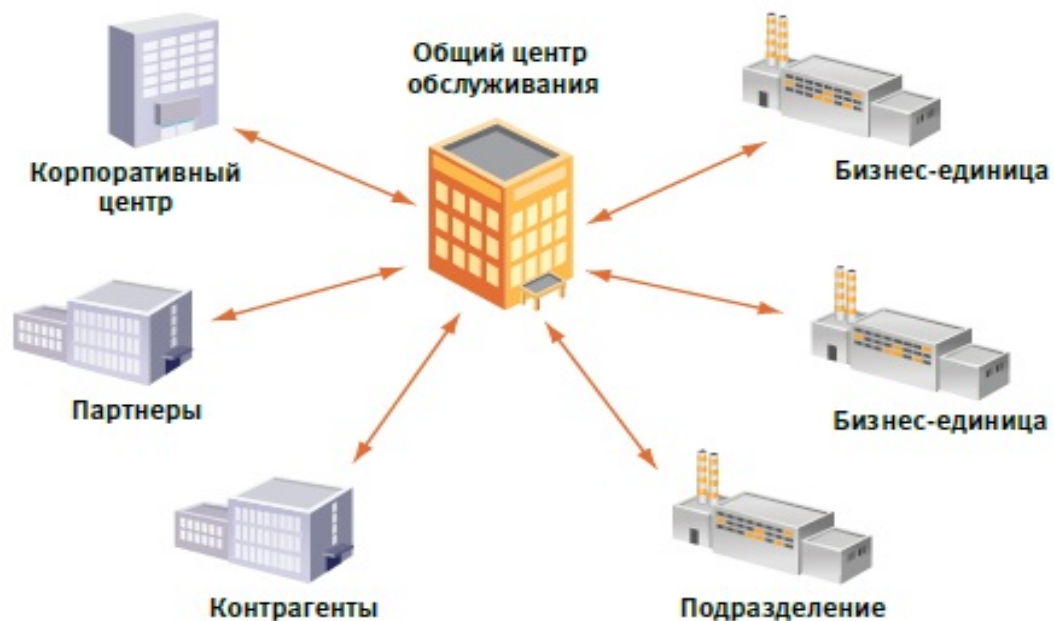 Общий центр
обслуживания
Корпоративный
центр
Бизнес-единица
Партнеры
Бизнес-единица
Контрагенты
Подразделение